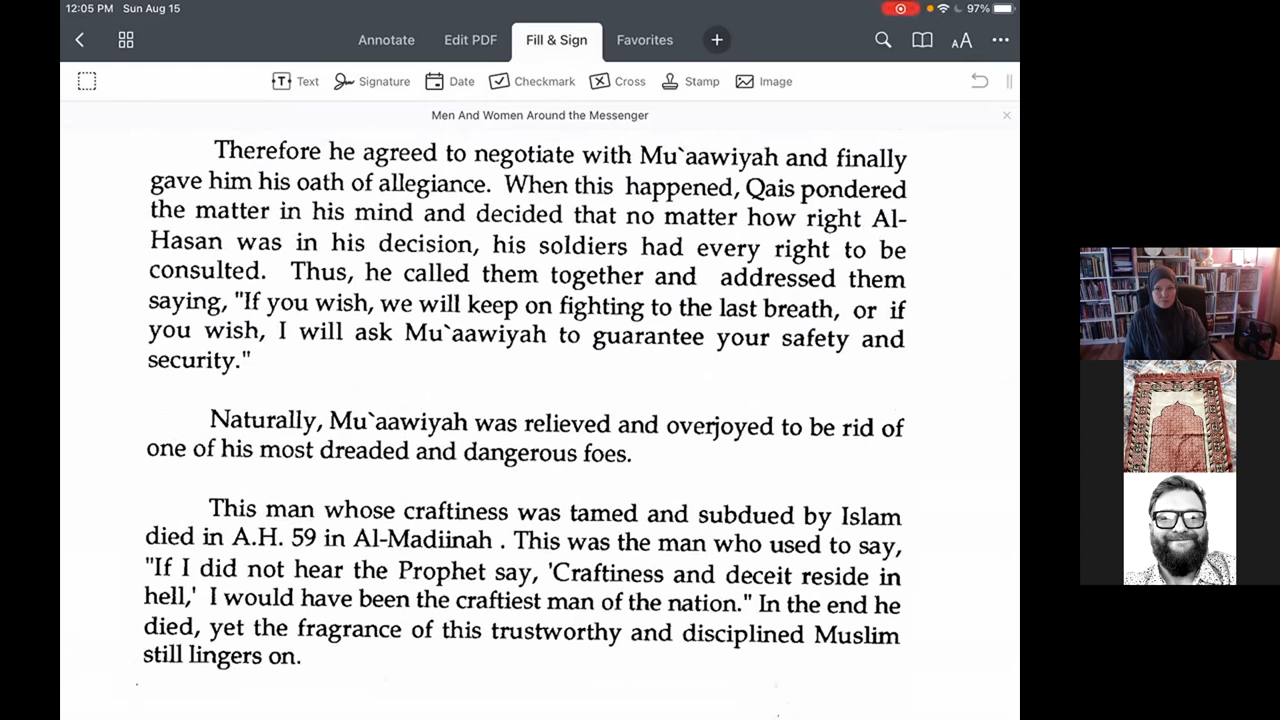 12:05 PM Sun Aug 15
97%
Annotate Edit PDF Fill & Sign Favorites
AA
Text Signature Date Checkmark Cross Stamp Image
Men And Women Around the Messenger
Therefore he agreed to negotiate with Mu`aawiyah and finally
gave him his oath of allegiance. When this happened, Qais pondered
the matter in his mind and decided that no matter how right Al-
Hasan was in his decision, his soldiers had every right to be
consulted. Thus, he called them together and addressed them
saying, "If you wish, we will keep on fighting to the last breath, or if
you wish, I will ask Mu`aawiyah to guarantee your safety and
security."
Naturally, Mu`aawiyah was relieved and overjoyed to be rid of
one of his most dreaded and dangerous foes.
This man whose craftiness was tamed and subdued by Islam
died in A.H. 59 in Al-Madiinah . This was the man who used to say,
"If I did not hear the Prophet say, 'Craftiness and deceit reside in
hell,' I would have been the craftiest man of the nation." In the end he
died, yet the fragrance of this trustworthy and disciplined Muslim
still lingers on.